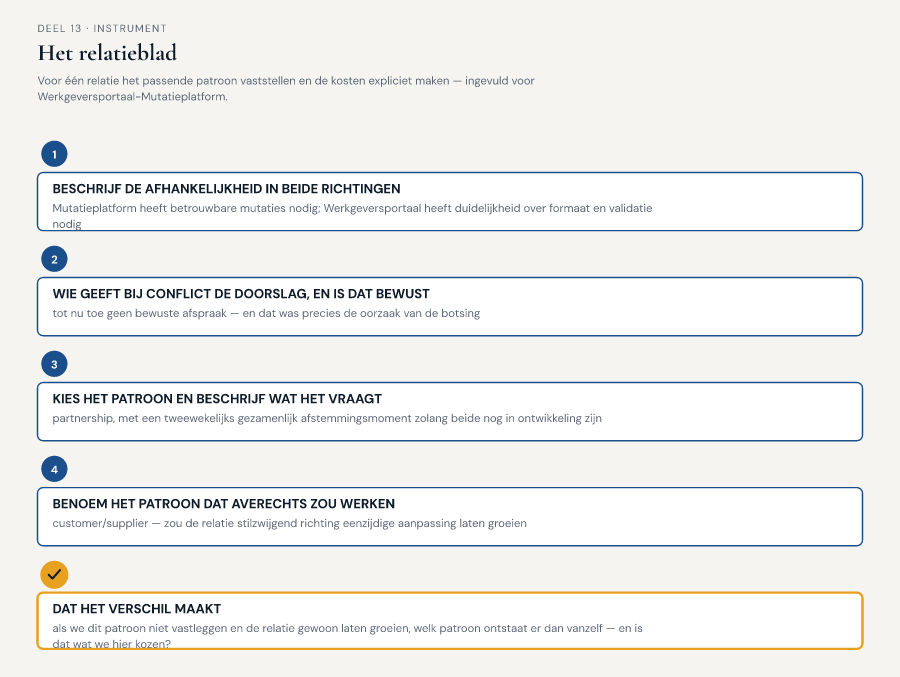 DEEL 13 · INSTRUMENT
Het relatieblad
Voor één relatie het passende patroon vaststellen en de kosten expliciet maken — ingevuld voor
Werkgeversportaal-Mutatieplatform.
1
BESCHRIJF DE AFHANKELIJKHEID IN BEIDE RICHTINGEN
Mutatieplatform heeft betrouwbare mutaties nodig; Werkgeversportaal heeft duidelijkheid over formaat en validatie
nodig
2
WIE GEEFT BIJ CONFLICT DE DOORSLAG, EN IS DAT BEWUST
tot nu toe geen bewuste afspraak — en dat was precies de oorzaak van de botsing
3
KIES HET PATROON EN BESCHRIJF WAT HET VRAAGT
partnership, met een tweewekelijks gezamenlijk afstemmingsmoment zolang beide nog in ontwikkeling zijn
4
BENOEM HET PATROON DAT AVERECHTS ZOU WERKEN
customer/supplier — zou de relatie stilzwijgend richting eenzijdige aanpassing laten groeien
DAT HET VERSCHIL MAAKT
als we dit patroon niet vastleggen en de relatie gewoon laten groeien, welk patroon ontstaat er dan vanzelf — en is
dat wat we hier kozen?